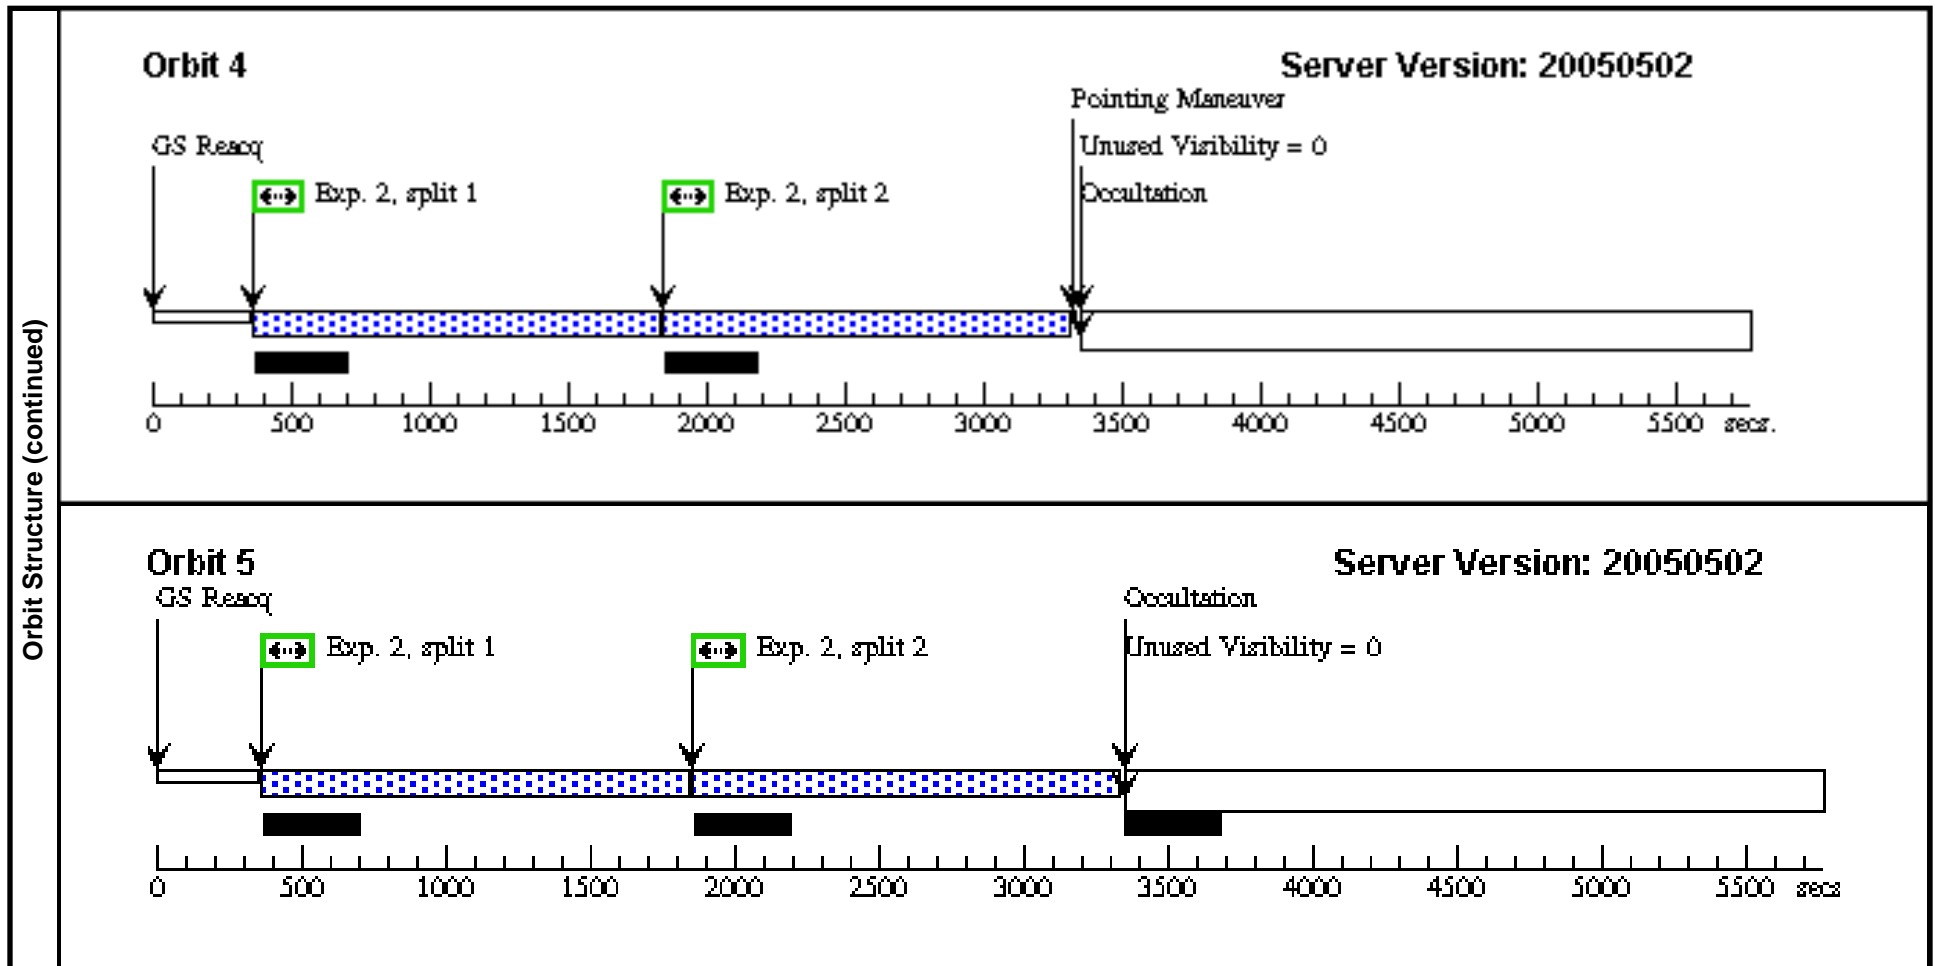 Orbit Structure (continued)
Orbit 4
Server Version: 20050502
Pointing Maneuver
GS Reacq
Unused Visibility = 0
Exp. 2, split 1
Exp. 2, split 2
Occultation
0 500 1000 1500 2000 2500 3000 3500 4000 4500 5000 5500 secs.
Orbit 5
Server Version: 20050502
GS Reacq
Occultation
Exp. 2, split 1
Exp. 2, split 2
Unused Visibility = 0
0 500 1000 1500 2000 2500 3000 3500 4000 4500 5000 5500 secs